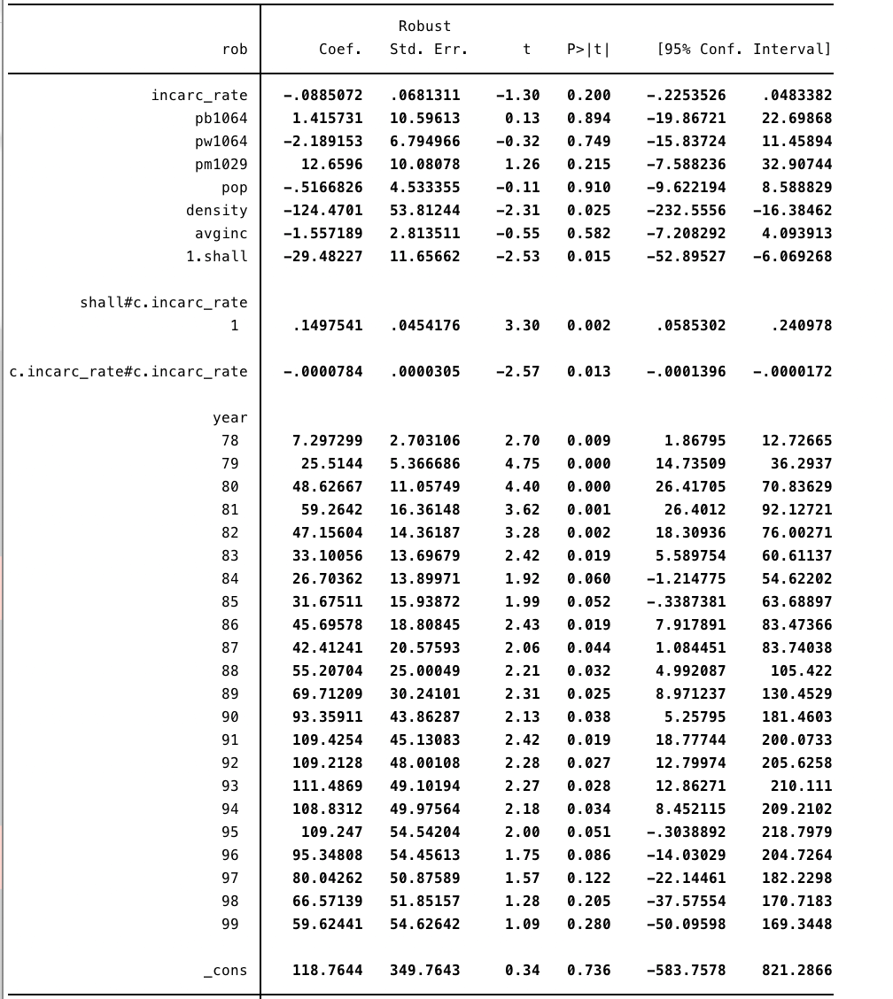 Robust
rob Coef. Std. Err. t P>|t| [95% Conf. Interval]
incarc_rate -.0885072 .0681311 -1.30 0.200 -.2253526 .0483382
pb1064 1.415731 10.59613 0.13 0.894 -19.86721 22.69868
pw1064 -2.189153 6.794966 -0.32 0.749 -15.83724 11.45894
pm1029 12.6596 10.08078 1.26 0.215 -7.588236 32.90744
pop -.5166826 4.533355 -0.11 0.910 -9.622194 8.588829
density -124.4701 53.81244 -2.31 0.025 -232.5556 -16.38462
avginc -1.557189 2.813511 -0.55 0.582 -7.208292 4.093913
1.shall -29.48227 11.65662 -2.53 0.015 -52.89527 -6.069268
shall#c.incarc_rate
1 .1497541 .0454176 3.30 0.002 .0585302 .240978
c.incarc_rate#c.incarc_rate -.0000784 .0000305 -2.57 0.013 -.0001396 -.0000172
year
78 7.297299 2.703106 2.70 0.009 1.86795 12.72665
79 25.5144 5.366686 4.75 0.000 14.73509 36.2937
80 48.62667 11.05749 4.40 0.000 26.41705 70.83629
81 59.2642 16.36148 3.62 0.001 26.4012 92.12721
82 47.15604 14.36187 3.28 0.002 18.30936 76.00271
83 33.10056 13.69679 2.42 0.019 5.589754 60.61137
84 26.70362 13.89971 1.92 0.060 -1.214775 54.62202
85 31.67511 15.93872 1.99 0.052 -.3387381 63.68897
86 45.69578 18.80845 2.43 0.019 7.917891 83.47366
87 42.41241 20.57593 2.06 0.044 1.084451 83.74038
88 55.20704 25.00049 2.21 0.032 4.992087 105.422
89 69.71209 30.24101 2.31 0.025 8.971237 130.4529
90 93.35911 43.86287 2.13 0.038 5.25795 181.4603
91 109.4254 45.13083 2.42 0.019 18.77744 200.0733
92 109.2128 48.00108 2.28 0.027 12.79974 205.6258
93 111.4869 49.10194 2.27 0.028 12.86271 210.111
94 108.8312 49.97564 2.18 0.034 8.452115 209.2102
95 109.247 54.54204 2.00 0.051 -.3038892 218.7979
96 95.34808 54.45613 1.75 0.086 -14.03029 204.7264
97 80.04262 50.87589 1.57 0.122 -22.14461 182.2298
98 66.57139 51.85157 1.28 0.205 -37.57554 170.7183
99 59.62441 54.62642 1.09 0.280 -50.09598 169.3448
_cons 118.7644 349.7643 0.34 0.736 -583.7578 821.2866